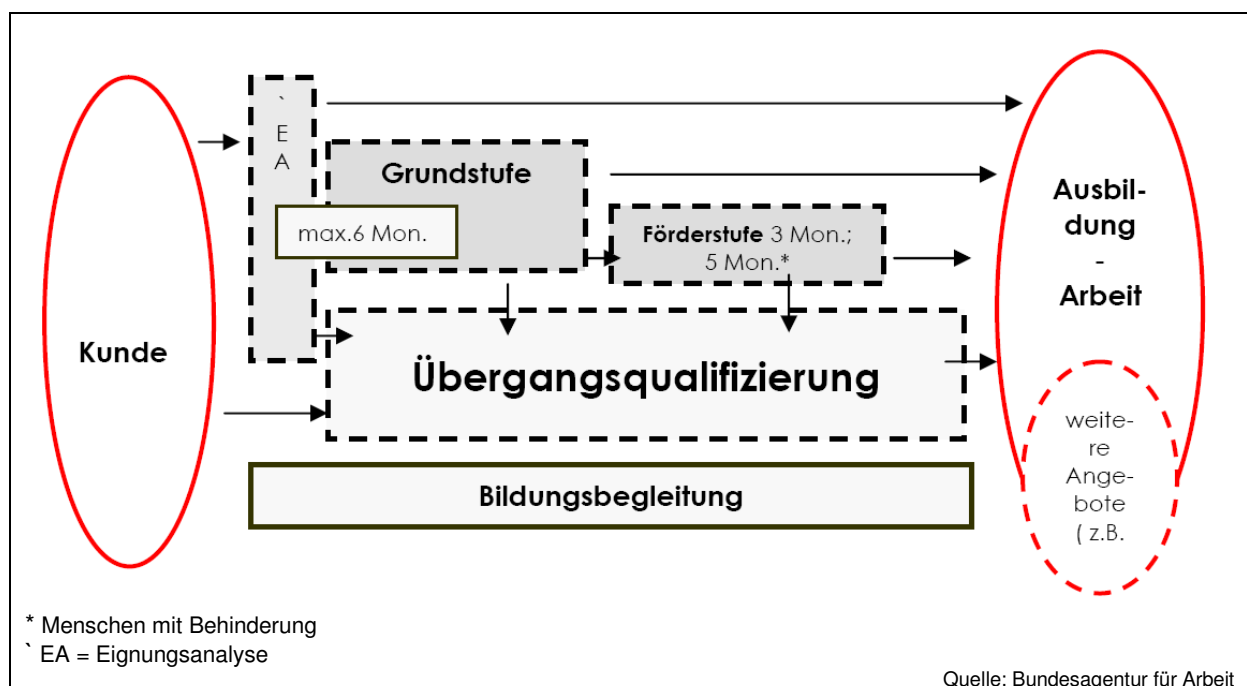 `
E
A
Grundstufe
max.6 Mon.
Förderstufe 3 Mon.;
5 Mon.*
Kunde
Übergangsqualifizierung
Bildungsbegleitung
Ausbil-
dung
-
Arbeit
weite-
re
Ange-
bote
( z.B.
* Menschen mit Behinderung
` EA = Eignungsanalyse
Quelle: Bundesagentur für Arbeit